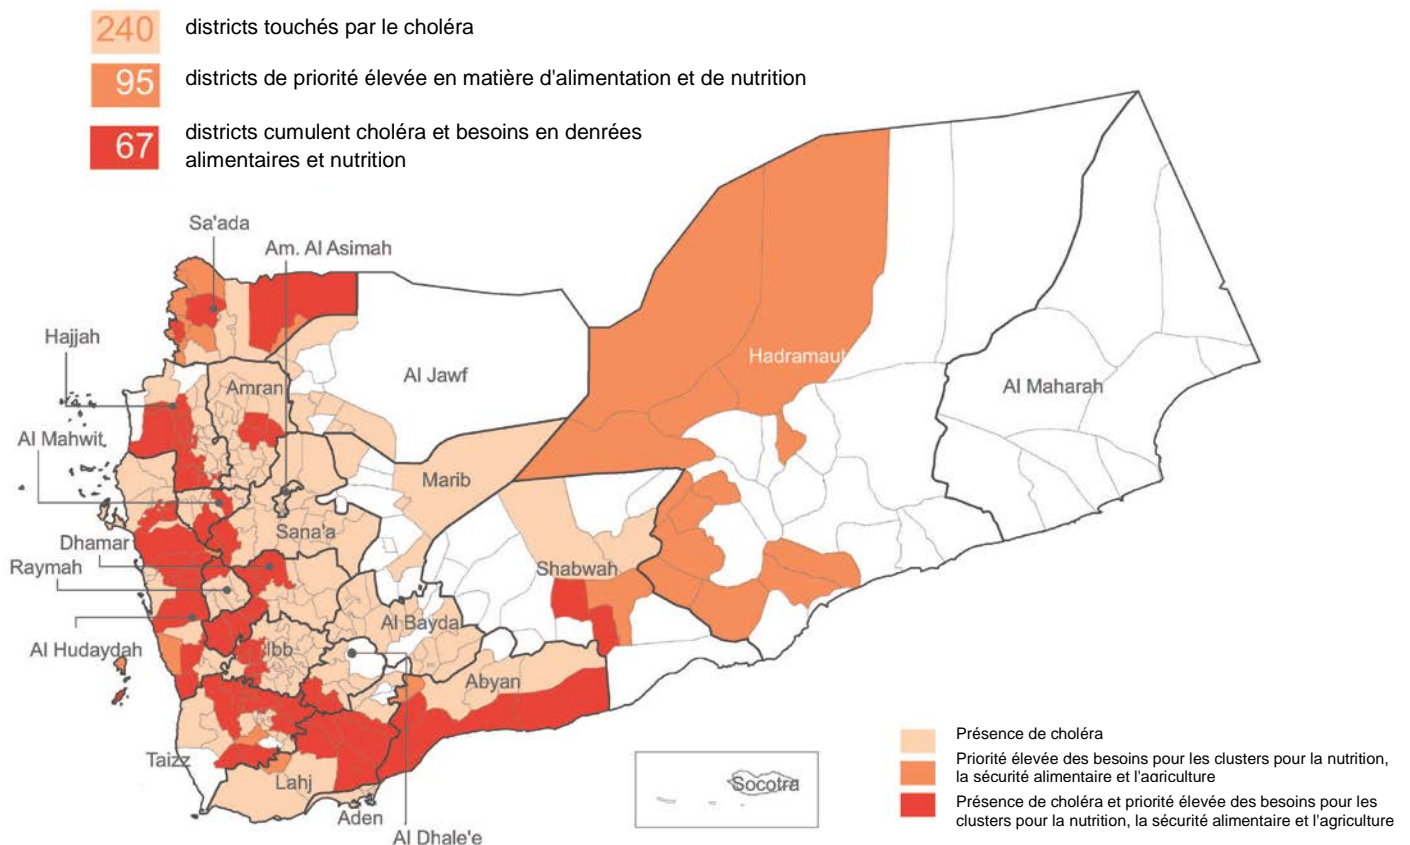 240 districts touchés par le choléra
95 districts de priorité élevée en matière d'alimentation et de nutrition
67 districts cumulent choléra et besoins en denrées
alimentaires et nutrition
Sa'ada
Am. Al Asimah
Hajjah
Amran
Al Jawf
Hadramaut
Al Maharah
Al Mahwit
Marib
Sana'a
Dhamar
Raymah
Shabwah
Al Bayda
Al Hudaydah
Ibb
Abyan
Taizz
Lahj
Aden
Al Dhale'e
Socotra
Présence de choléra
Priorité élevée des besoins pour les clusters pour la nutrition,
la sécurité alimentaire et l'agriculture
Présence de choléra et priorité élevée des besoins pour les
clusters pour la nutrition, la sécurité alimentaire et l'agriculture